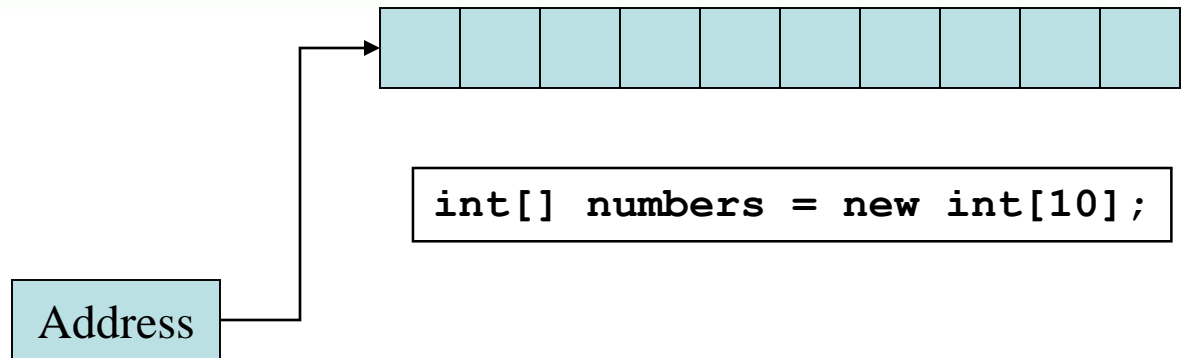 int[] numbers = new int[10];
Address